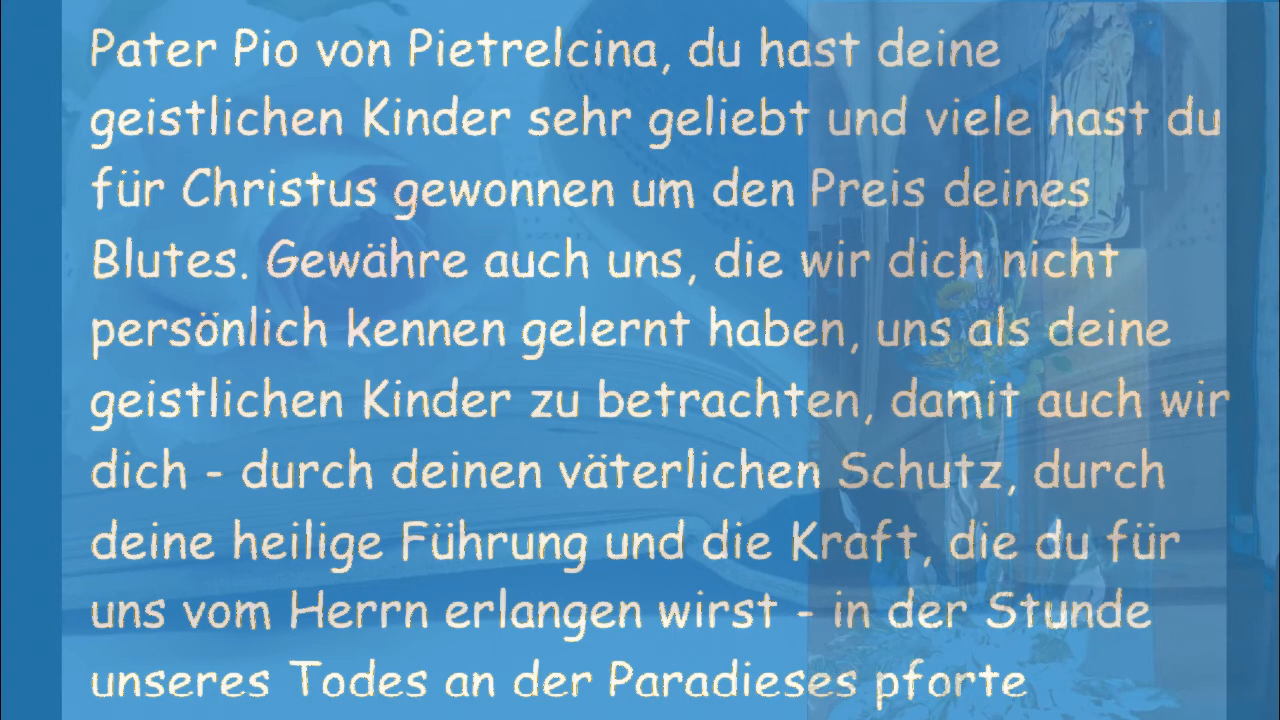 Pater Pio von Pietrelcina, du hast deine
geistlichen Kinder sehr geliebt und viele hast du
für Christus gewonnen um den Preis deines
Blutes. Gewähre auch uns, die wir dich nicht
persönlich kennen gelernt haben, uns als deine
geistlichen Kinder zu betrachten, damit auch wir
dich - durch deinen väterlichen Schutz, durch
deine heilige Führung und die Kraft, die du für
uns vom Herrn erlangen wirst - in der Stunde
unseres Todes an der Paradieses pforte